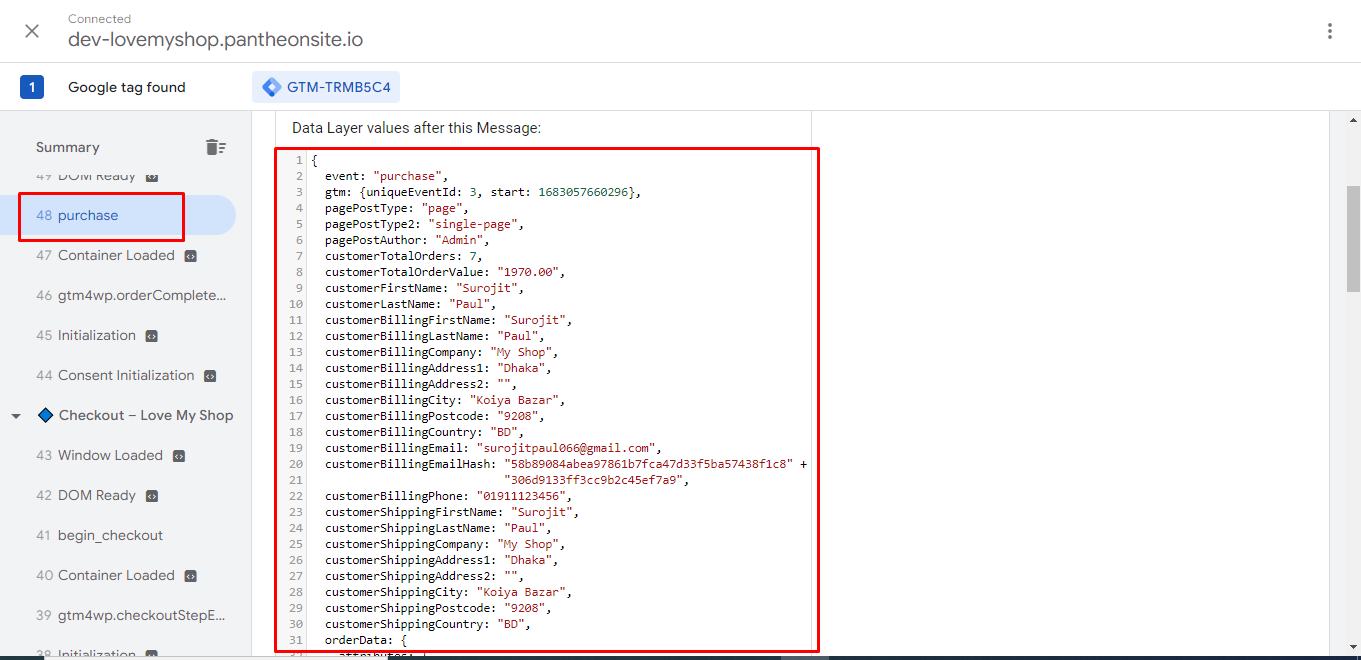 Connected
dev-lovemyshop.pantheonsite.io
1 Google tag found GTM-TRMB5C4
Summary
49 DOM Ready
48 purchase
47 Container Loaded
46 gtm4wp.orderComplete...
45 Initialization
44 Consent Initialization
Checkout – Love My Shop
43 Window Loaded
42 DOM Ready
41 begin_checkout
40 Container Loaded
39 gtm4wp.checkoutStepE...
38 Initialization
Data Layer values after this Message:
1 {
2 event: "purchase",
3 gtm: {uniqueEventId: 3, start: 1683057660296},
4 pagePostType: "page",
5 pagePostType2: "single-page",
6 pagePostAuthor: "Admin",
7 customerTotalOrders: 7,
8 customerTotalOrderValue: "1970.00",
9 customerFirstName: "Surojit",
10 customerLastName: "Paul",
11 customerBillingFirstName: "Surojit",
12 customerBillingLastName: "Paul",
13 customerBillingCompany: "My Shop",
14 customerBillingAddress1: "Dhaka",
15 customerBillingAddress2: "",
16 customerBillingCity: "Koiya Bazar",
17 customerBillingPostcode: "9208",
18 customerBillingCountry: "BD",
19 customerBillingEmail: "surojitpaul066@gmail.com",
20 customerBillingEmailHash: "58b89084abea97861b7fca47d33f5ba57438f1c8" +
21 "306d9133ff3cc9b2c45ef7a9",
22 customerBillingPhone: "01911123456",
23 customerShippingFirstName: "Surojit",
24 customerShippingLastName: "Paul",
25 customerShippingCompany: "My Shop",
26 customerShippingAddress1: "Dhaka",
27 customerShippingAddress2: "",
28 customerShippingCity: "Koiya Bazar",
29 customerShippingPostcode: "9208",
30 customerShippingCountry: "BD",
31 orderData: {
32 attributes: {